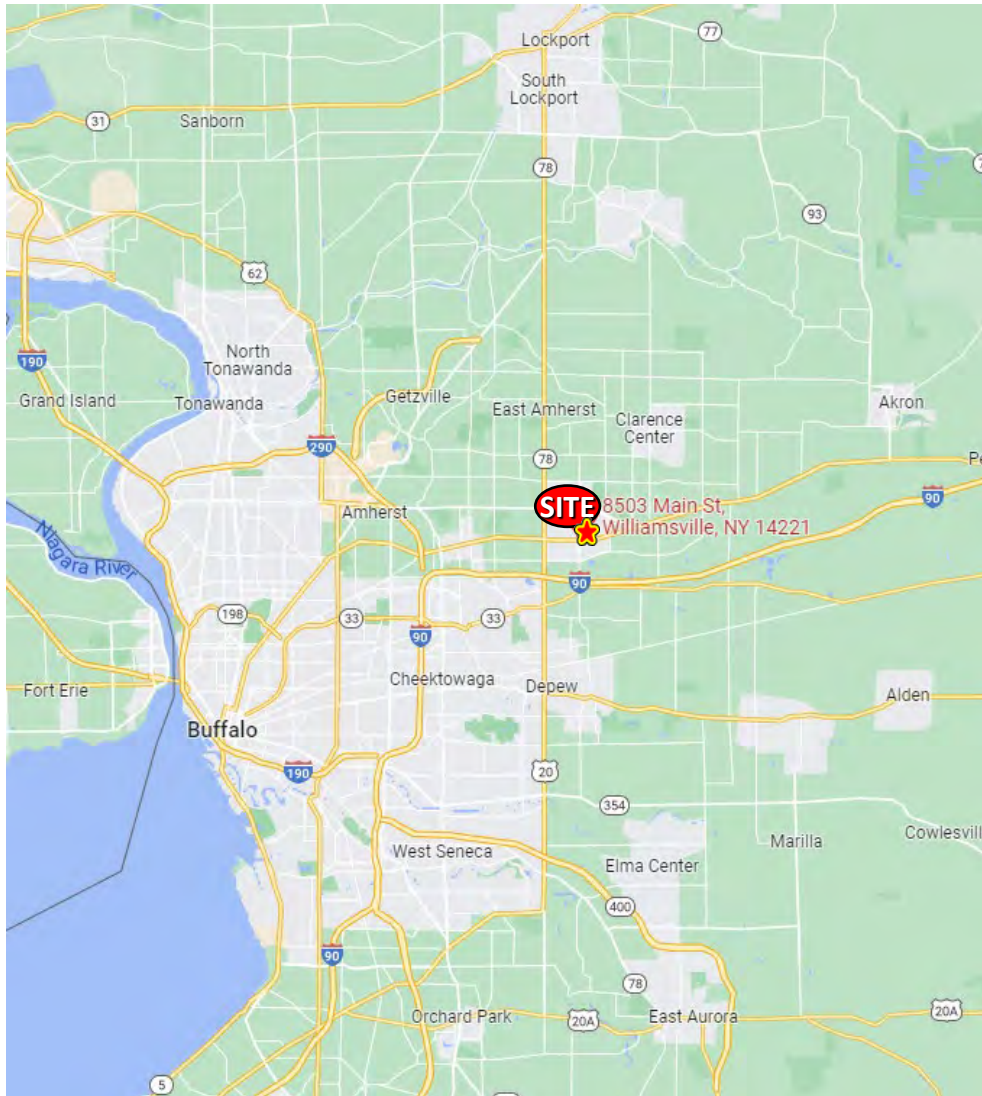 Lockport
77
South
Lockport
31
Sanborn
78
93
62
190
North
Tonawanda
Grand Island
Tonawanda
Getzville
East Amherst
Clarence
Center
Akron
290
78
Pe
90
SITE
8503 Main St,
Williamsville, NY 14221
Amherst
Niagara River
90
198
33
33
90
Cheektowaga
Fort Erie
Depew
Alden
Buffalo
190
20
354
Marilla
Cowlesvill
West Seneca
Elma Center
400
90
78
Orchard Park
20A
East Aurora
20A
5